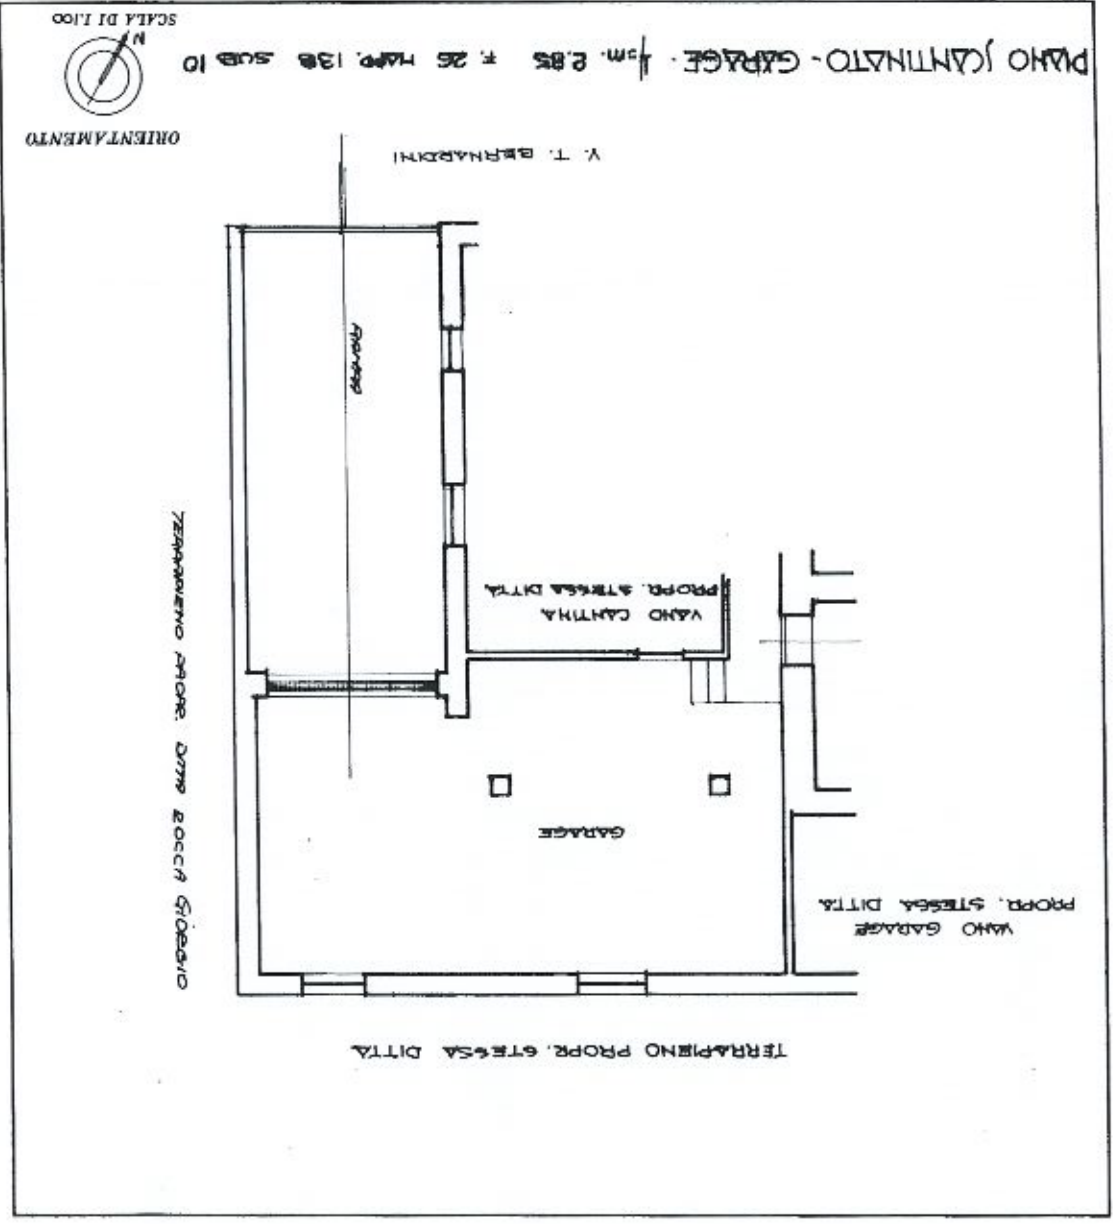 TERRAPIENO PROPR. STESSA DITTA
VANO GARAGE
PROPR. STESSA DITTA
GARAGE
TERRAPIENO PROPR. DITTA ROCCA GIORGIO
VANO CANTINA
PROPR. STESSA DITTA
V. T. BERNARDINI
ORIENTAMENTO
N
SCALA DI 1:100
PIANO SCANTINATO - GARAGE - H=m. 2.85 F. 26 MAPP. 138 SUB 10